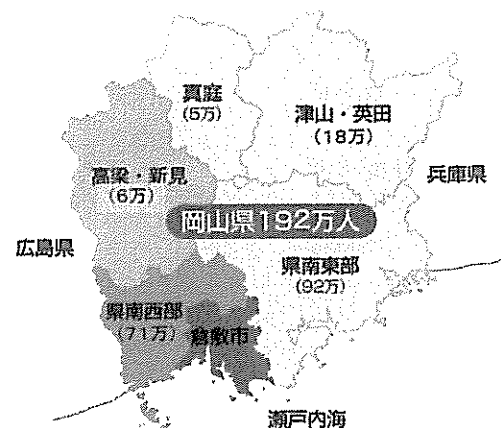 真庭
(5万)
津山・英田
(18万)
兵庫県
高梁・新見
(6万)
岡山県192万人
広島県
県南東部
(92万)
県南西部
(71万)
倉敷市
瀬戸内海